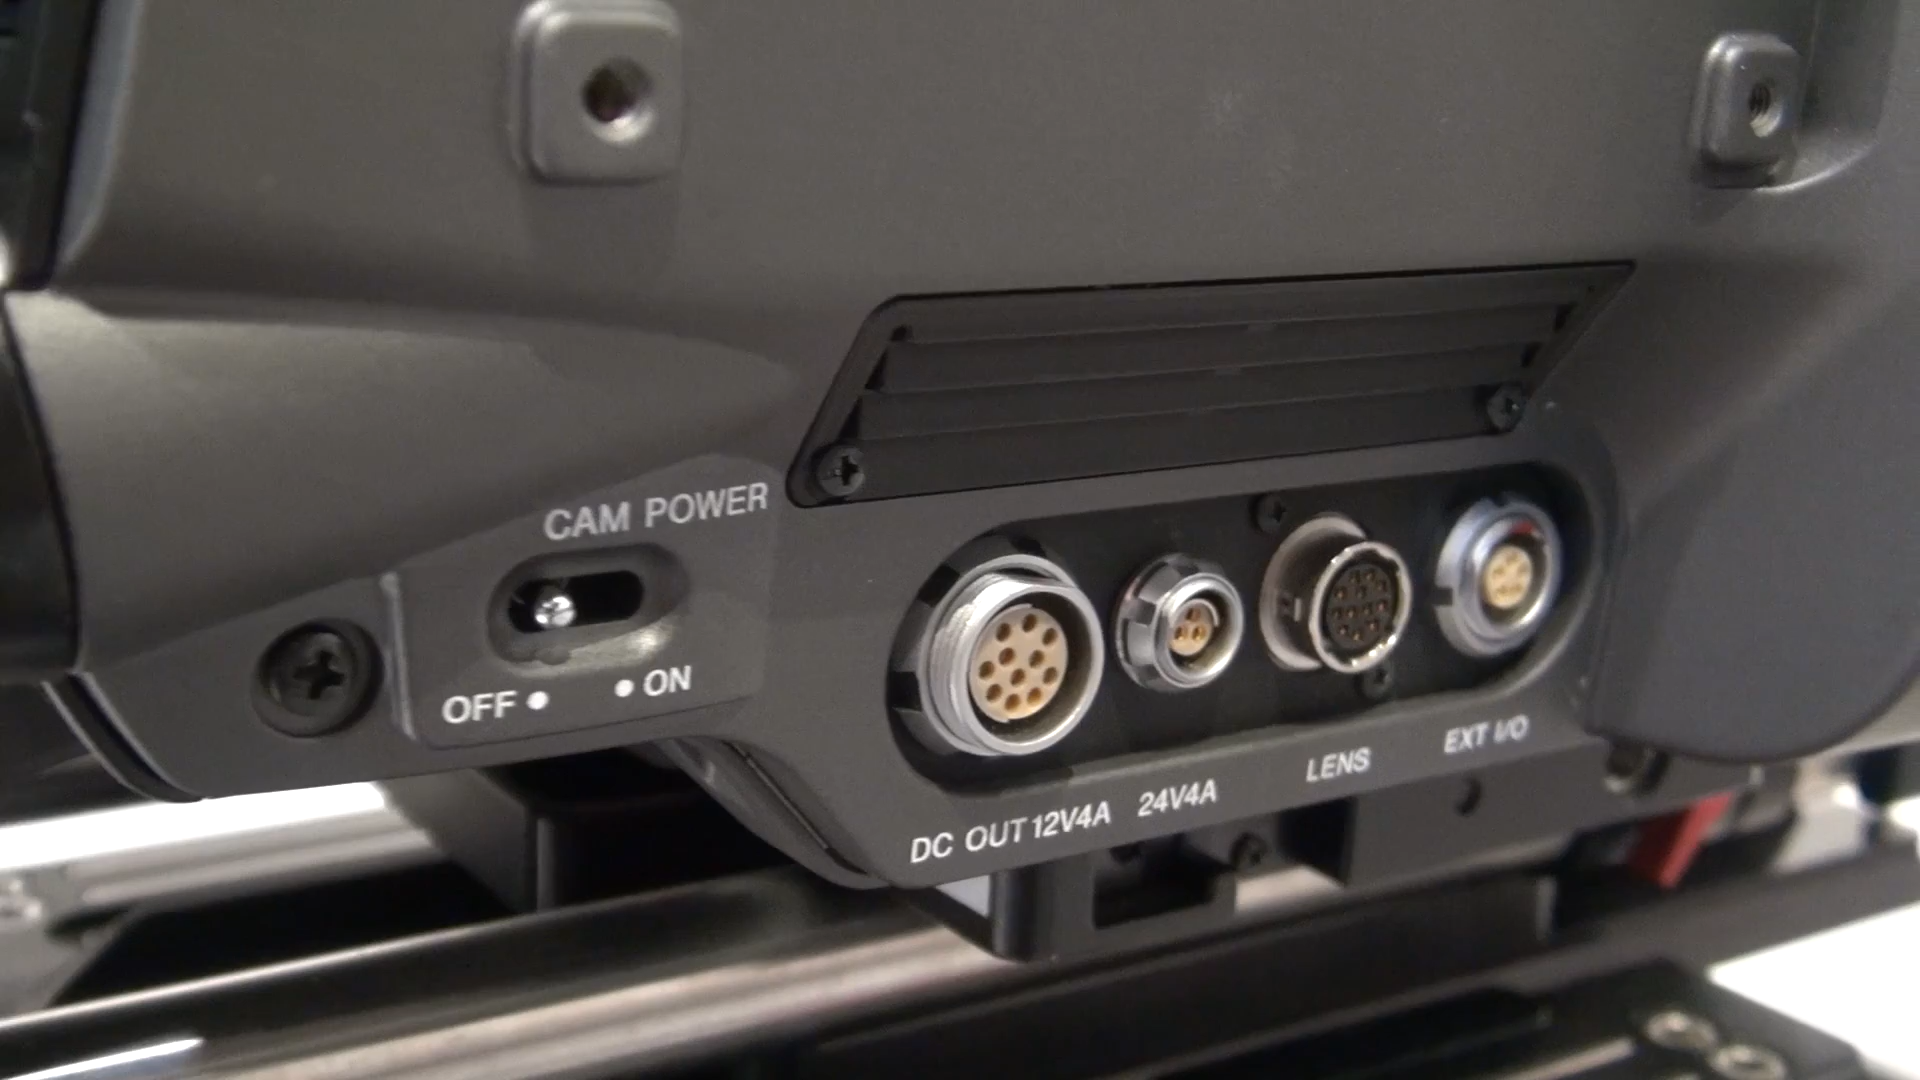 CAM POWER
OFF • • ON
DC OUT 12V4A 24V4A LENS EXT I/O